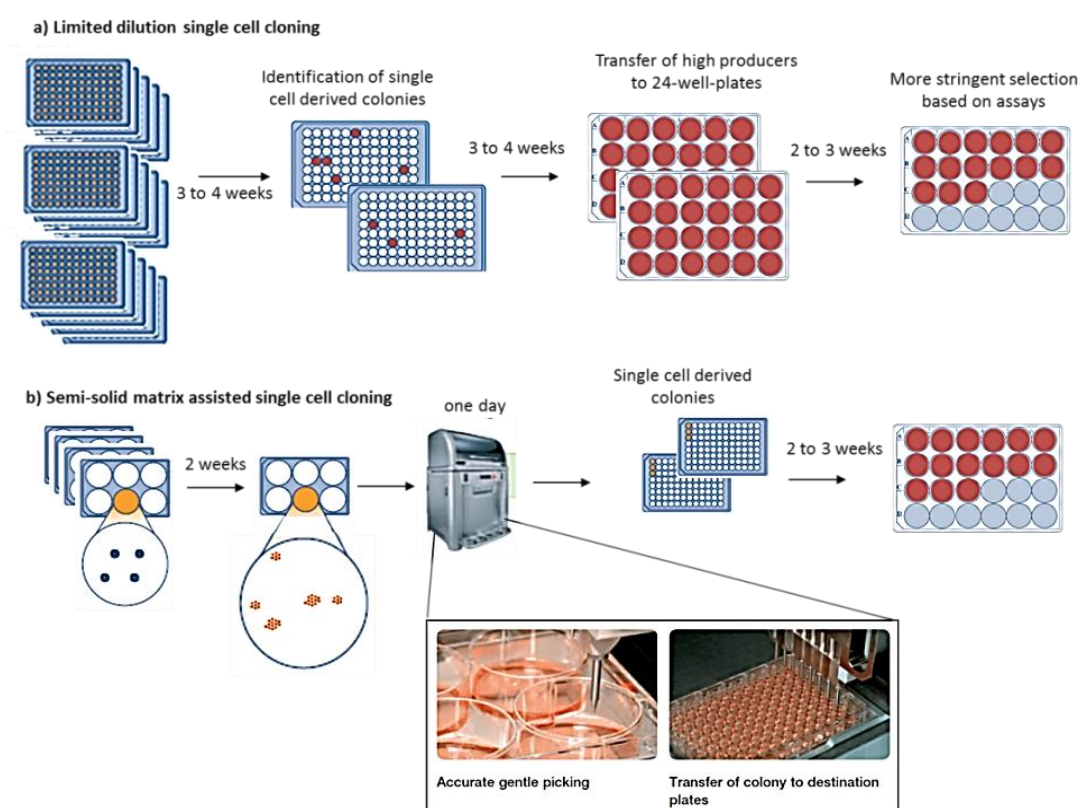 a) Limited dilution single cell cloning
Identification of single
cell derived colonies
Transfer of high producers
to 24-well-plates
More stringent selection
based on assays
3 to 4 weeks
3 to 4 weeks
2 to 3 weeks
b) Semi-solid matrix assisted single cell cloning
2 weeks
one day
Single cell derived
colonies
2 to 3 weeks
Accurate gentle picking
Transfer of colony to destination
plates